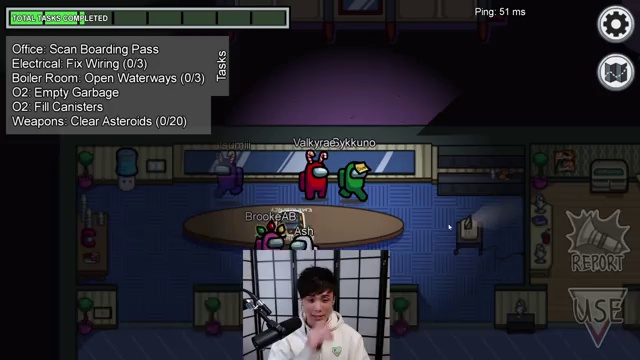 TOTAL TASKS COMPLETED
Ping: 51 ms
Office: Scan Boarding Pass
Electrical: Fix Wiring (0/3)
Boiler Room: Open Waterways (0/3)
O2: Empty Garbage
O2: Fill Canisters
Weapons: Clear Asteroids (0/20)
Tasks
Valkyrae
Sykkuno
BrookeAB
Ash
REPORT
USE